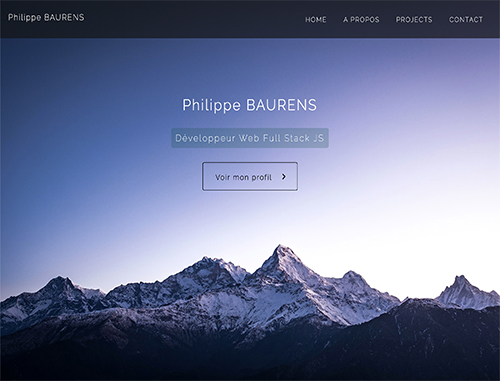 Philippe BAURENS
HOME A PROPOS PROJECTS CONTACT
Philippe BAURENS
Développeur Web Full Stack JS
Voir mon profil